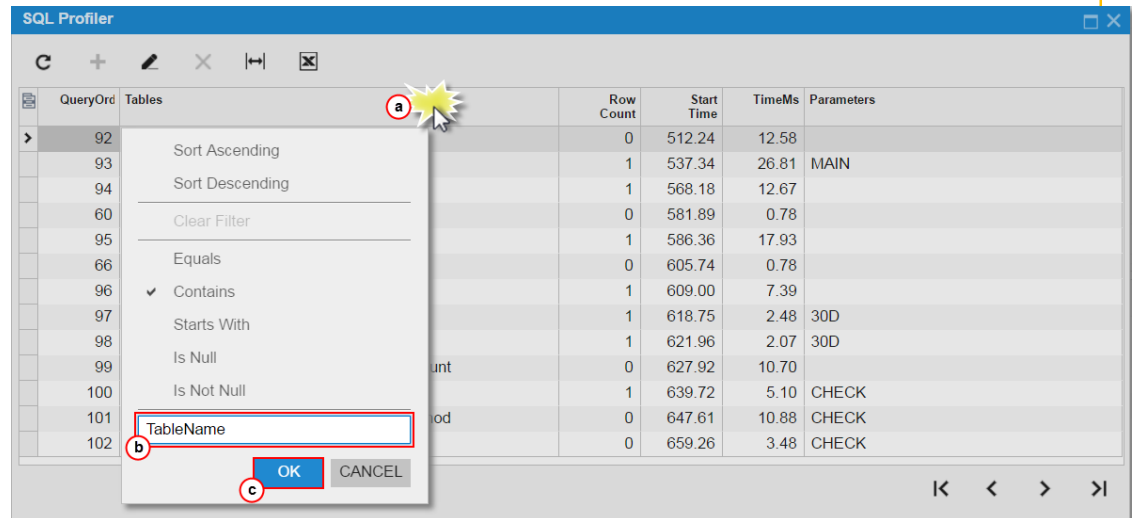 SQL Profiler
QueryOrd Tables Row Count Start Time TimeMs Parameters
a
92 0 512.24 12.58
Sort Ascending
93 1 537.34 26.81 MAIN
Sort Descending
94 1 568.18 12.67
60 0 581.89 0.78
Clear Filter
95 1 586.36 17.93
Equals
66 0 605.74 0.78
96 1 609.00 7.39
Contains
97 1 618.75 2.48 30D
Starts With
98 1 621.96 2.07 30D
Is Null
99 unt 0 627.92 10.70
Is Not Null
100 1 639.72 5.10 CHECK
101 iod 0 647.61 10.88 CHECK
TableName
102 0 659.26 3.48 CHECK
b
OK CANCEL
c